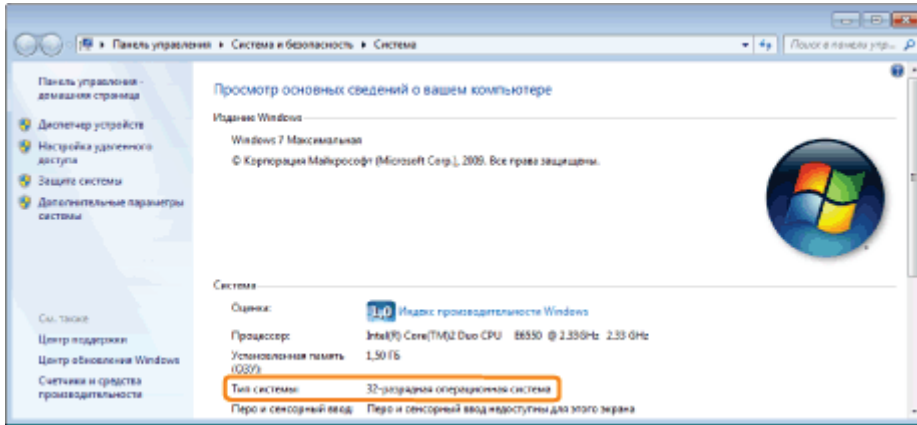 Панель управления ▸ Система и безопасность ▸ Система
Поиск в панели упр...
Панель управления -
домашняя страница
Диспетчер устройств
Настройка удаленного
доступа
Защита системы
Дополнительные параметры
системы
См. также
Центр поддержки
Центр обновления Windows
Счетчики и средства
производительности
Просмотр основных сведений о вашем компьютере
Издание Windows
Windows 7 Максимальная
© Корпорация Майкрософт (Microsoft Corp.), 2009. Все права защищены.
Система
Оценка: 1,0 Индекс производительности Windows
Процессор: Intel(R) Core(TM)2 Duo CPU E6550 @ 2.33GHz 2.33 GHz
Установленная память 1,50 ГБ
(ОЗУ):
Тип системы: 32-разрядная операционная система
Перо и сенсорный ввод: Перо и сенсорный ввод недоступны для этого экрана